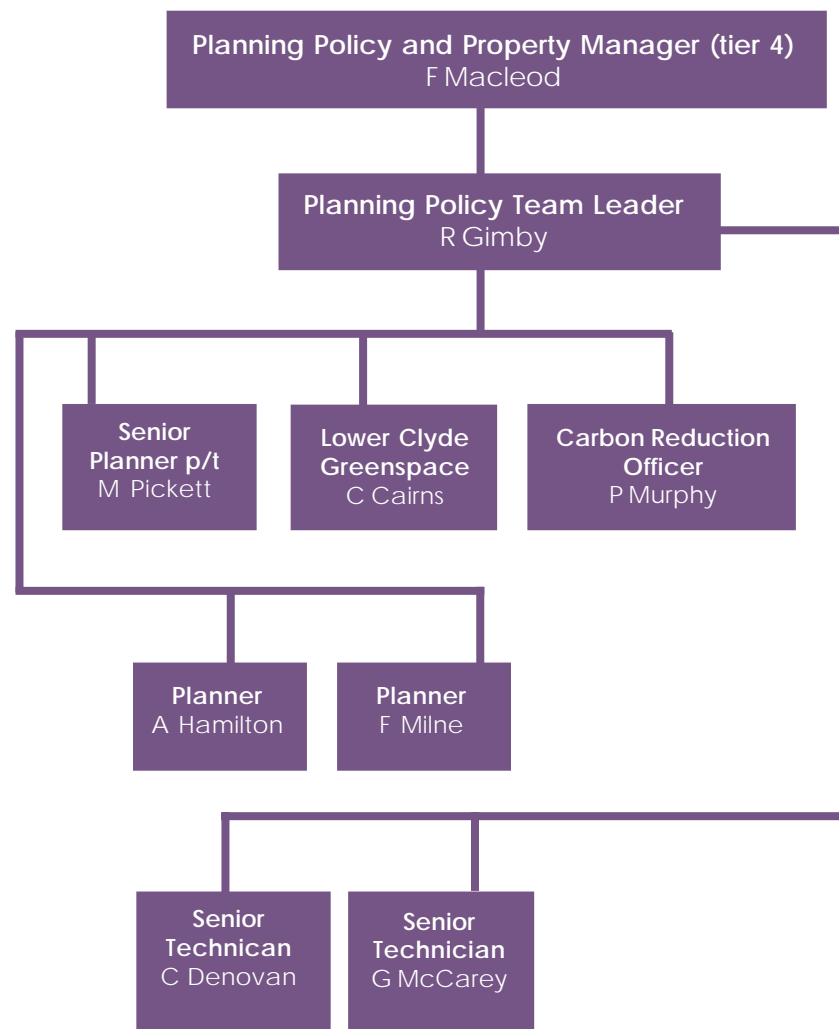 Planning Policy and Property Manager (tier 4)
F Macleod
Planning Policy Team Leader
R Gimby
Senior
Planner p/t
M Pickett
Lower Clyde
Greenspace
C Cairns
Carbon Reduction
Officer
P Murphy
Planner
A Hamilton
Planner
F Milne
Senior
Technican
C Denovan
Senior
Technician
G McCarey